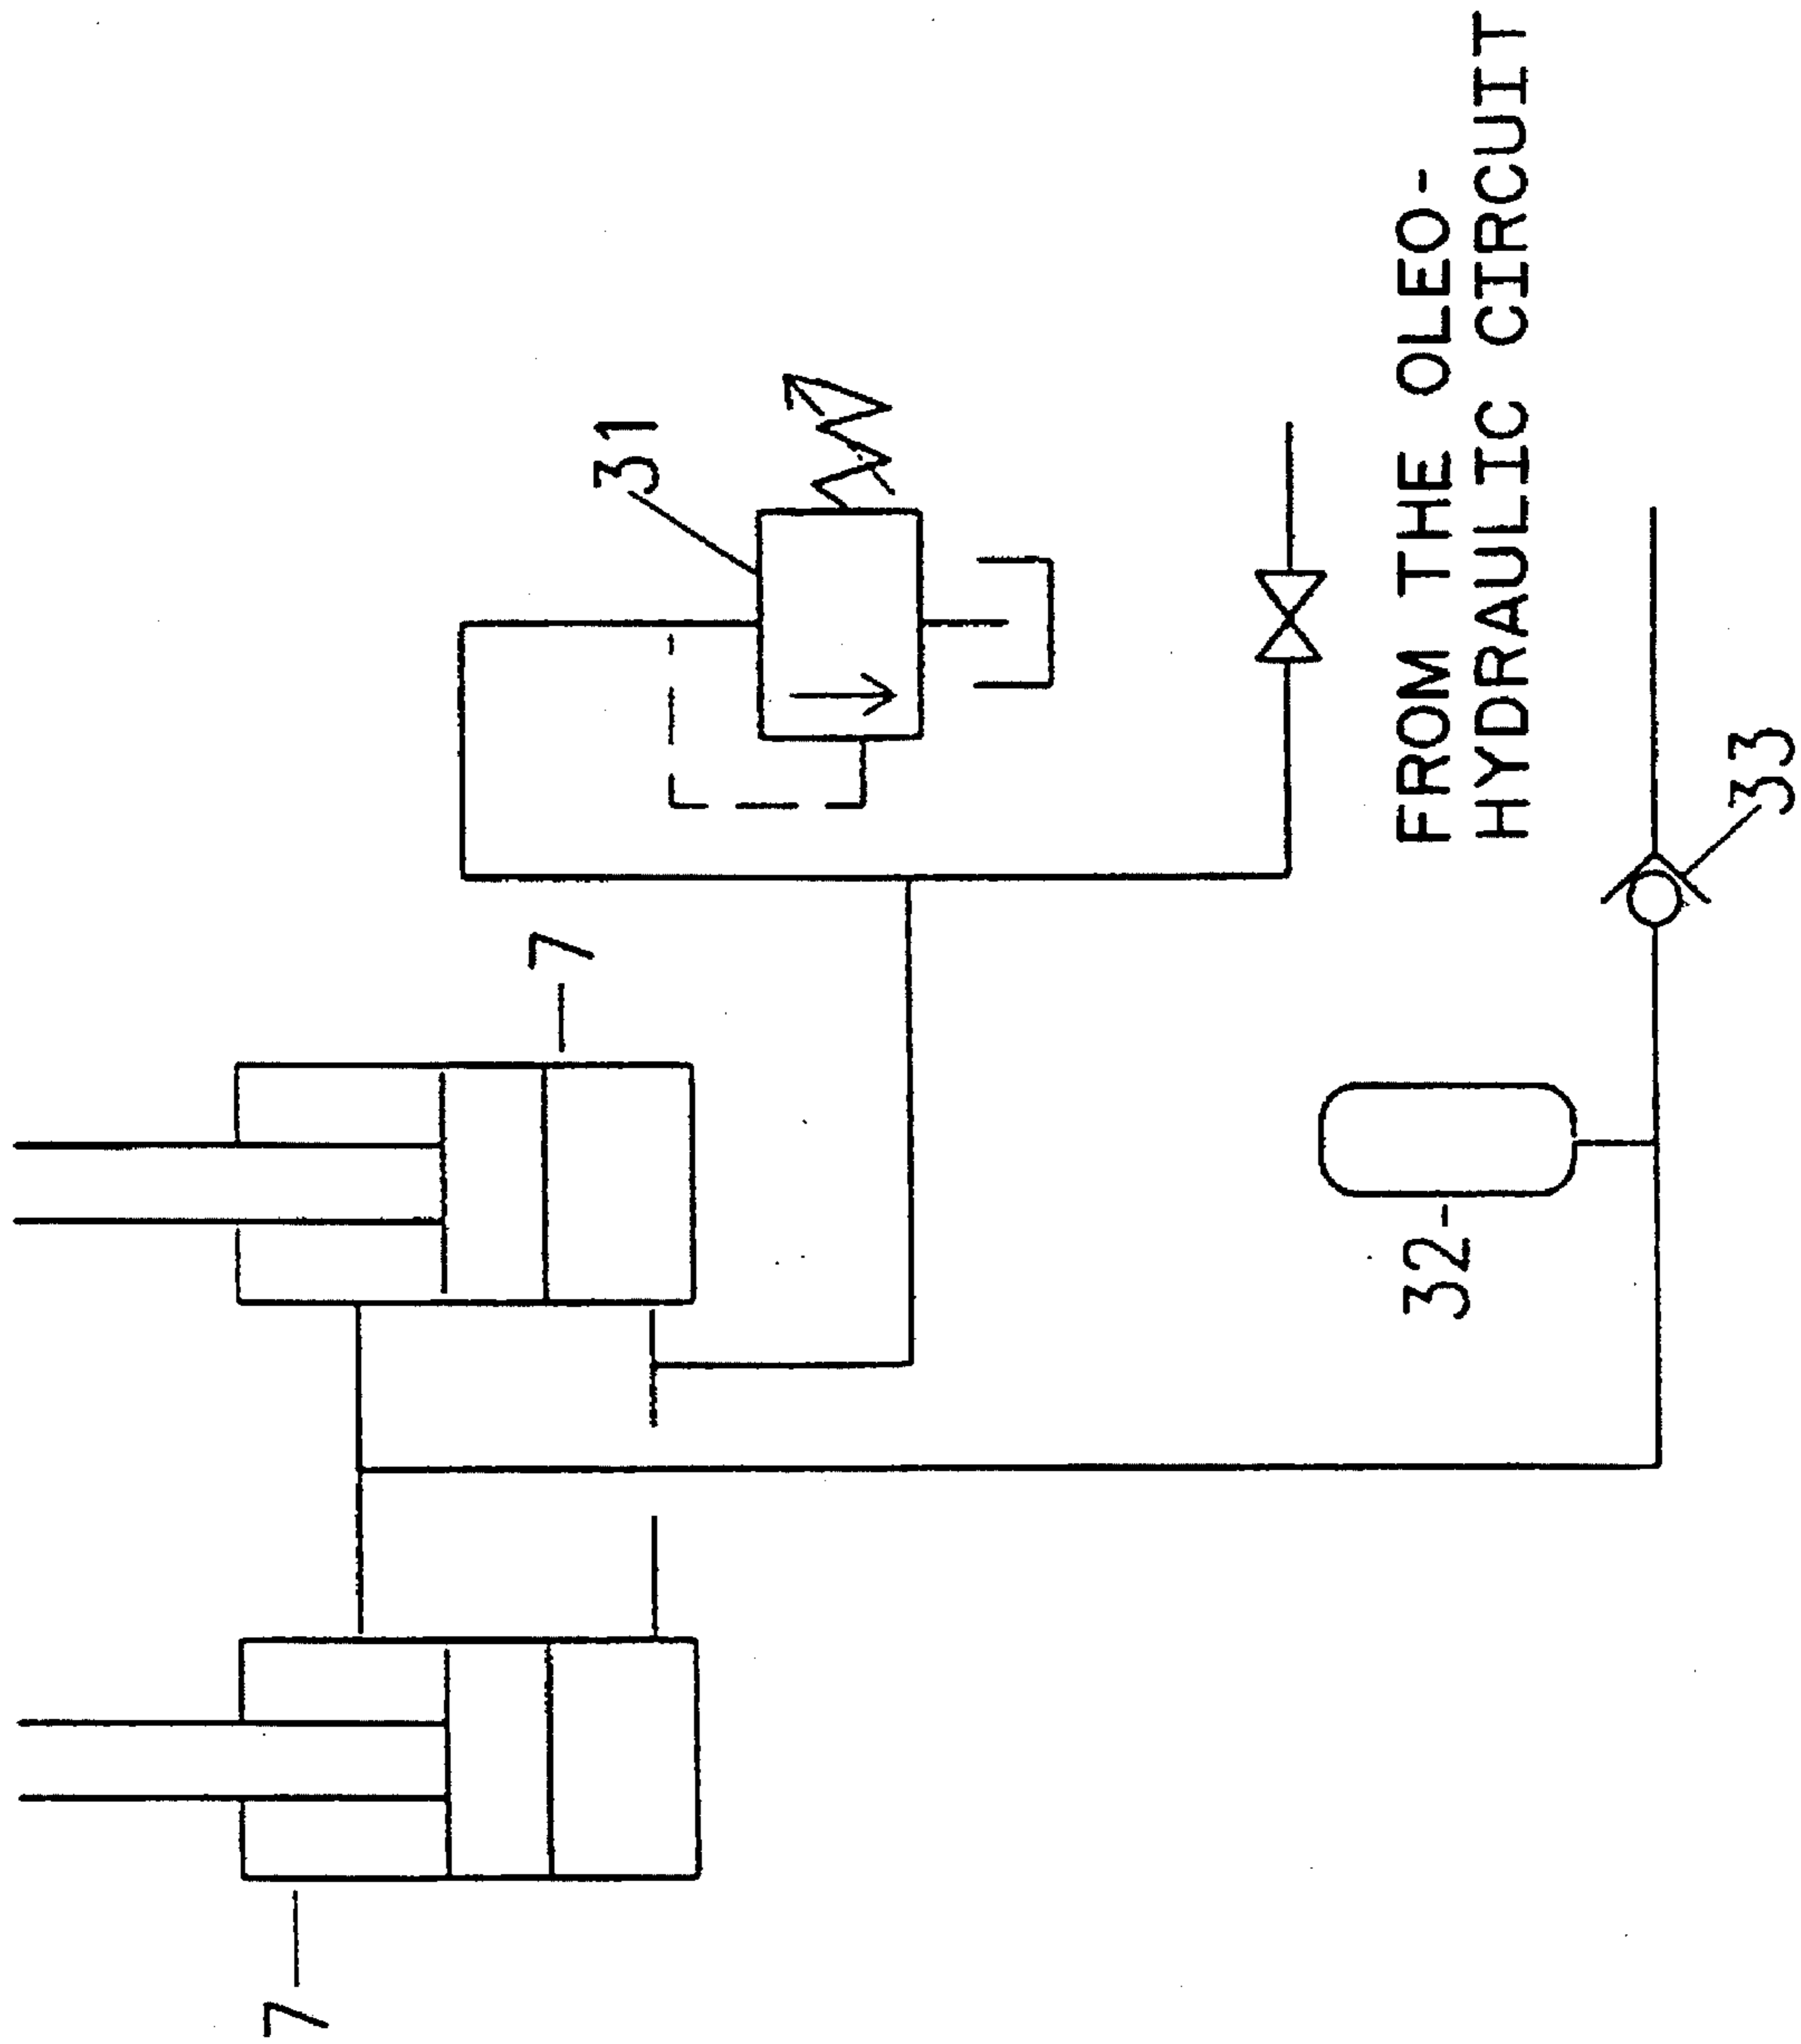 7
7
31
32
FROM THE OLEO-
HYDRAULIC CIRCUIT
33